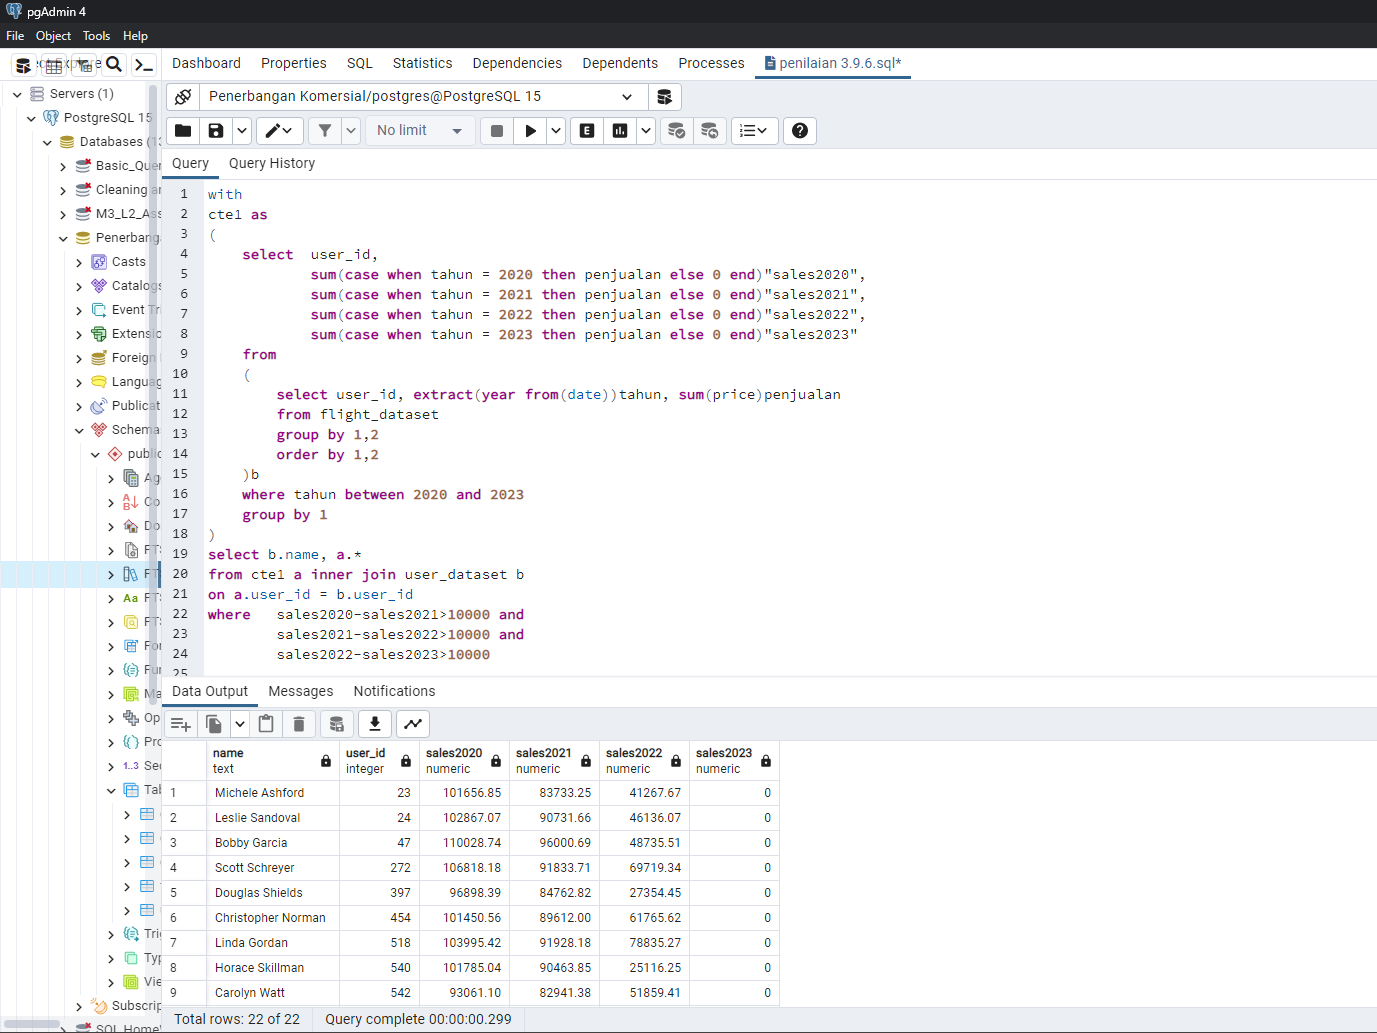 pgAdmin 4
File Object Tools Help
Dashboard Properties SQL Statistics Dependencies Dependents Processes penilaian 3.9.6.sql*
Servers (1)
PostgreSQL 15
Databases
Basic_Quer
Cleaning
M3_L2_Ass
Penerbang
Casts
Catalogs
Event Tri
Extensio
Foreign
Languag
Publicat
Schema
public
Ag
Co
Do
FTS
FT
Aa FTS
FTS
For
Fur
Ma
Op
Pro
1..3 Sec
Tab
Trig
Typ
Vie
Subscrip
SQL HomeW
Penerbangan Komersial/postgres@PostgreSQL 15
No limit
E
Query Query History
1 with
2 cte1 as
3 (
4 select user_id,
5 sum(case when tahun = 2020 then penjualan else 0 end)"sales2020",
6 sum(case when tahun = 2021 then penjualan else 0 end)"sales2021",
7 sum(case when tahun = 2022 then penjualan else 0 end)"sales2022",
8 sum(case when tahun = 2023 then penjualan else 0 end)"sales2023"
9 from
10 (
11 select user_id, extract(year from(date))tahun, sum(price)penjualan
12 from flight_dataset
13 group by 1,2
14 order by 1,2
15 )b
16 where tahun between 2020 and 2023
17 group by 1
18 )
19 select b.name, a.*
20 from cte1 a inner join user_dataset b
21 on a.user_id = b.user_id
22 where sales2020-sales2021>10000 and
23 sales2021-sales2022>10000 and
24 sales2022-sales2023>10000
25
Data Output Messages Notifications
name user_id sales2020 sales2021 sales2022 sales2023
text integer numeric numeric numeric numeric
1 Michele Ashford 23 101656.85 83733.25 41267.67 0
2 Leslie Sandoval 24 102867.07 90731.66 46136.07 0
3 Bobby Garcia 47 110028.74 96000.69 48735.51 0
4 Scott Schreyer 272 106818.18 91833.71 69719.34 0
5 Douglas Shields 397 96898.39 84762.82 27354.45 0
6 Christopher Norman 454 101450.56 89612.00 61765.62 0
7 Linda Gordan 518 103995.42 91928.18 78835.27 0
8 Horace Skillman 540 101785.04 90463.85 25116.25 0
9 Carolyn Watt 542 93061.10 82941.38 51859.41 0
Total rows: 22 of 22 Query complete 00:00:00.299